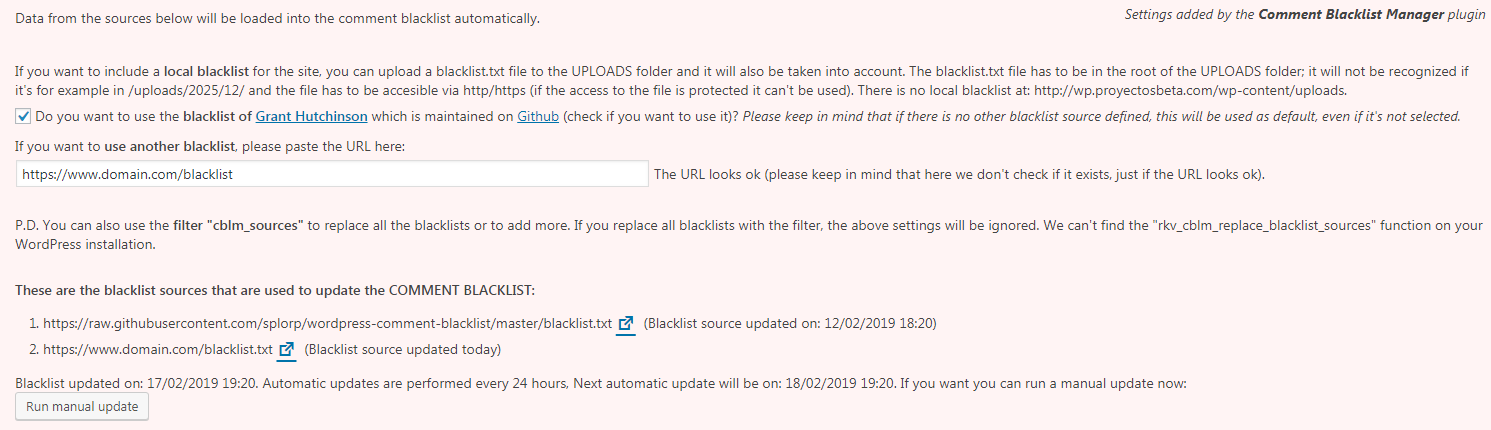 Data from the sources below will be loaded into the comment blacklist automatically.
Settings added by the Comment Blacklist Manager plugin
If you want to include a local blacklist for the site, you can upload a blacklist.txt file to the UPLOADS folder and it will also be taken into account. The blacklist.txt file has to be in the root of the UPLOADS folder; it will not be recognized if
it's for example in /uploads/2025/12/ and the file has to be accesible via http/https (if the access to the file is protected it can't be used). There is no local blacklist at: http://wp.proyectosbeta.com/wp-content/uploads.
Do you want to use the blacklist of Grant Hutchinson which is maintained on Github (check if you want to use it)? Please keep in mind that if there is no other blacklist source defined, this will be used as default, even if it's not selected.
If you want to use another blacklist, please paste the URL here:
https://www.domain.com/blacklist The URL looks ok (please keep in mind that here we don't check if it exists, just if the URL looks ok).
P.D. You can also use the filter "cblm_sources" to replace all the blacklists or to add more. If you replace all blacklists with the filter, the above settings will be ignored. We can't find the "rkv_cblm_replace_blacklist_sources" function on your
WordPress installation.
These are the blacklist sources that are used to update the COMMENT BLACKLIST:
1. https://raw.githubusercontent.com/splorp/wordpress-comment-blacklist/master/blacklist.txt (Blacklist source updated on: 12/02/2019 18:20)
2. https://www.domain.com/blacklist.txt (Blacklist source updated today)
Blacklist updated on: 17/02/2019 19:20. Automatic updates are performed every 24 hours, Next automatic update will be on: 18/02/2019 19:20. If you want you can run a manual update now:
Run manual update